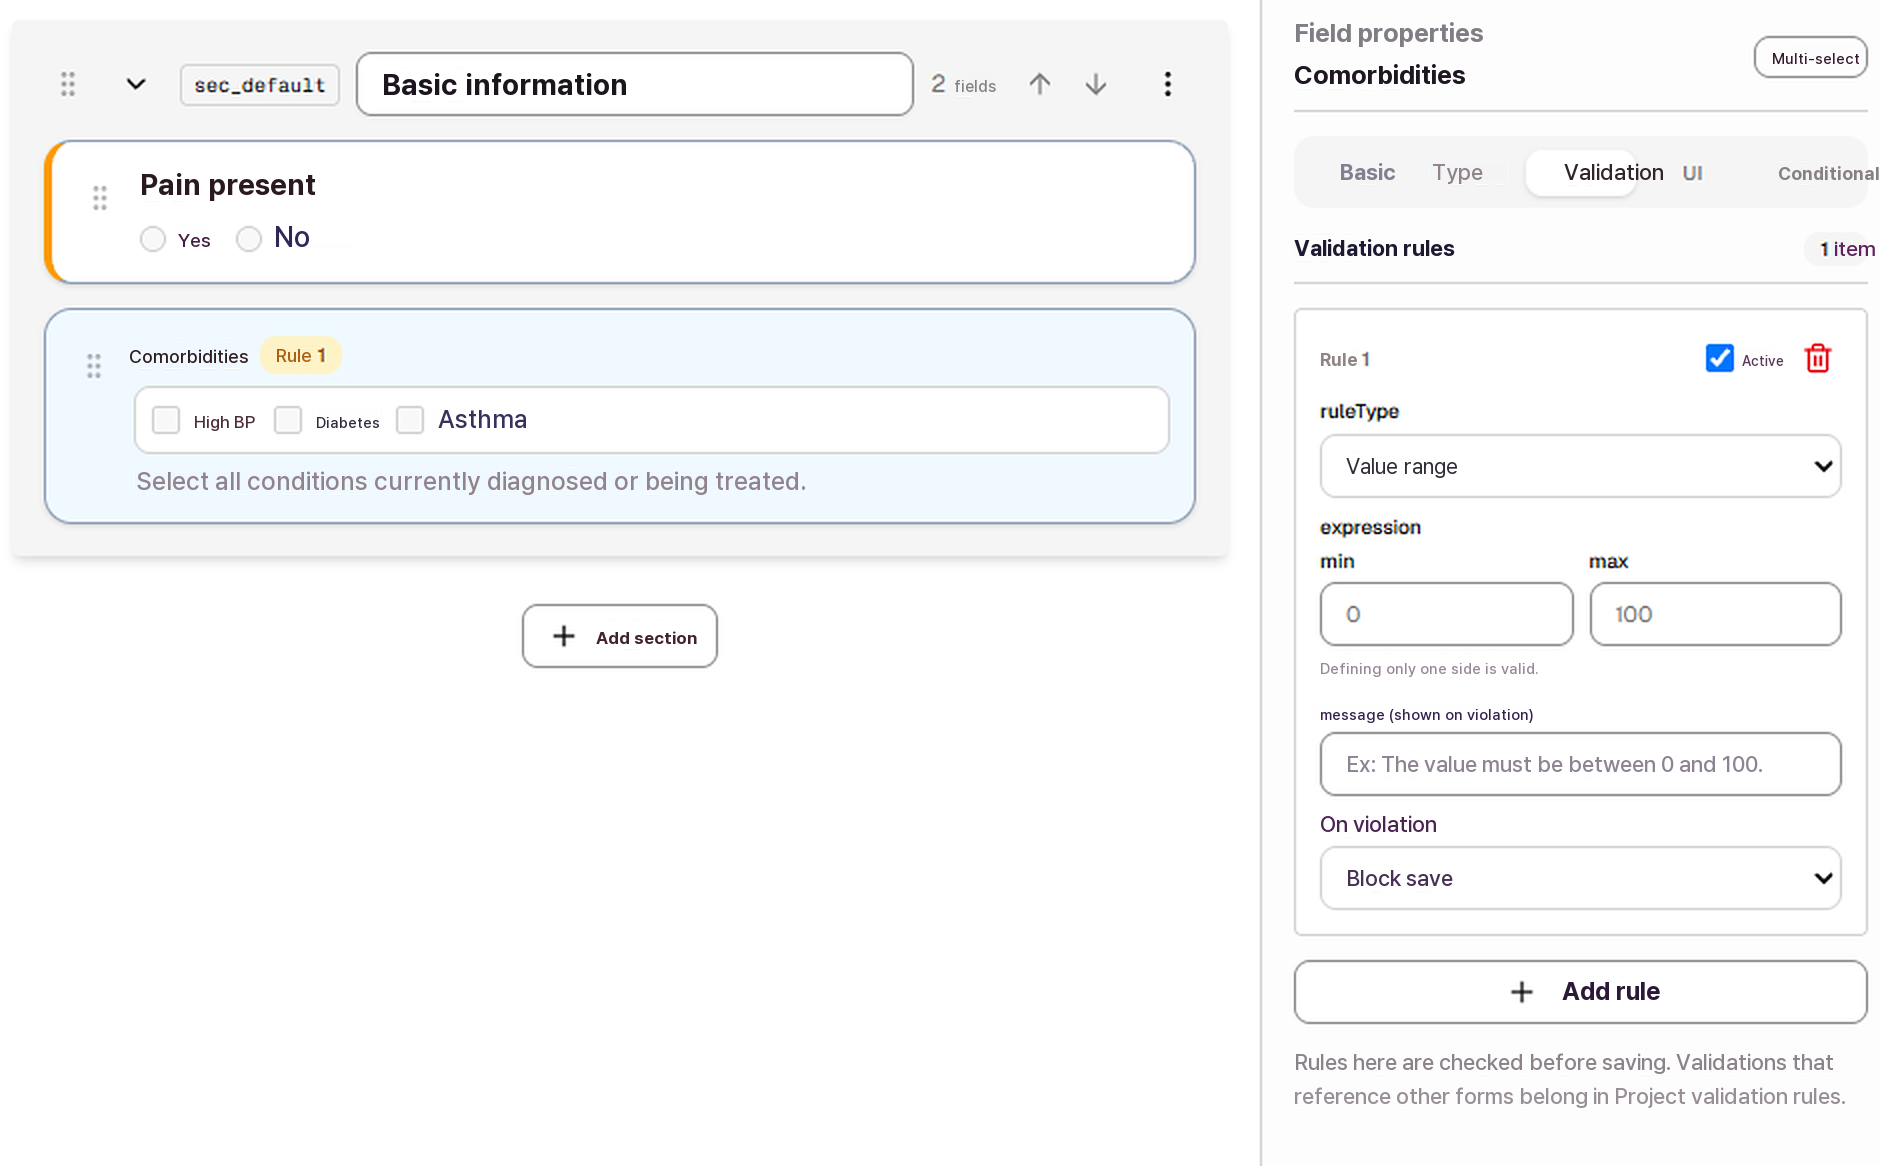 sec_default Basic information 2 fields
Pain present
Yes No
Comorbidities Rule 1
High BP Diabetes Asthma
Select all conditions currently diagnosed or being treated.
Add section
Field properties
Comorbidities Multi-select
Basic Type Validation UI Conditional
Validation rules 1 item
Rule 1 Active
ruleType
Value range
expression
min max
0 100
Defining only one side is valid.
message (shown on violation)
Ex: The value must be between 0 and 100.
On violation
Block save
Add rule
Rules here are checked before saving. Validations that
reference other forms belong in Project validation rules.